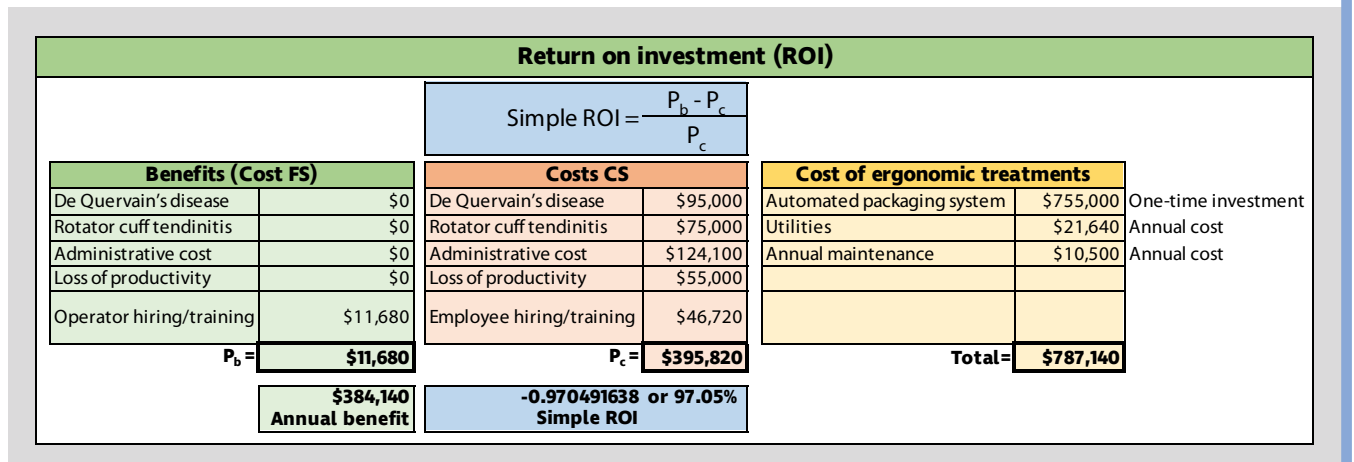 Return on investment (ROI)
Simple ROI = P_b - P_c / P_c
Benefits (Cost FS) Costs CS Cost of ergonomic treatments
De Quervain's disease $0 De Quervain's disease $95,000 Automated packaging system $755,000 One-time investment
Rotator cuff tendinitis $0 Rotator cuff tendinitis $75,000 Utilities $21,640 Annual cost
Administrative cost $0 Administrative cost $124,100 Annual maintenance $10,500 Annual cost
Loss of productivity $0 Loss of productivity $55,000
Operator hiring/training $11,680 Employee hiring/training $46,720
P_b = $11,680 P_c = $395,820 Total= $787,140
$384,140 -0.970491638 or 97.05%
Annual benefit Simple ROI